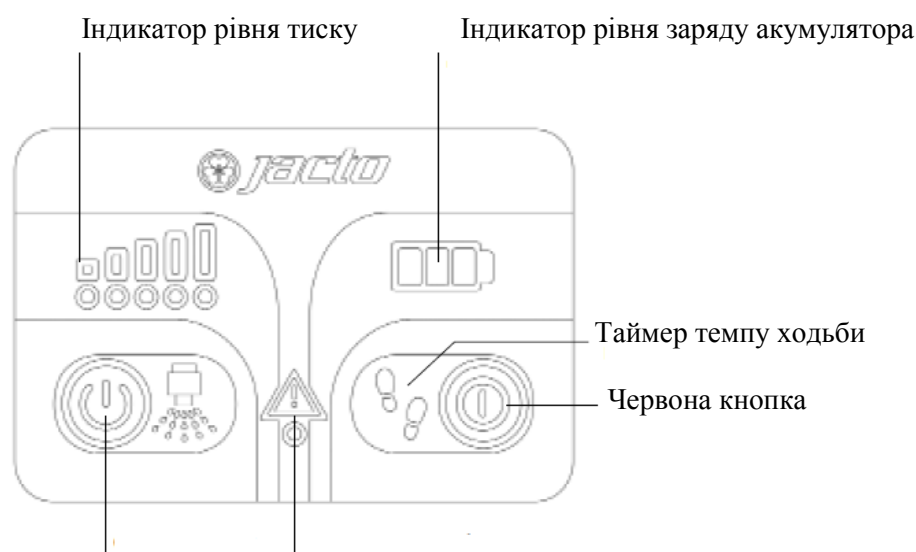 Індикатор рівня тиску
Індикатор рівня заряду акумулятора
jacto
Таймер темпу ходьби
Червона кнопка